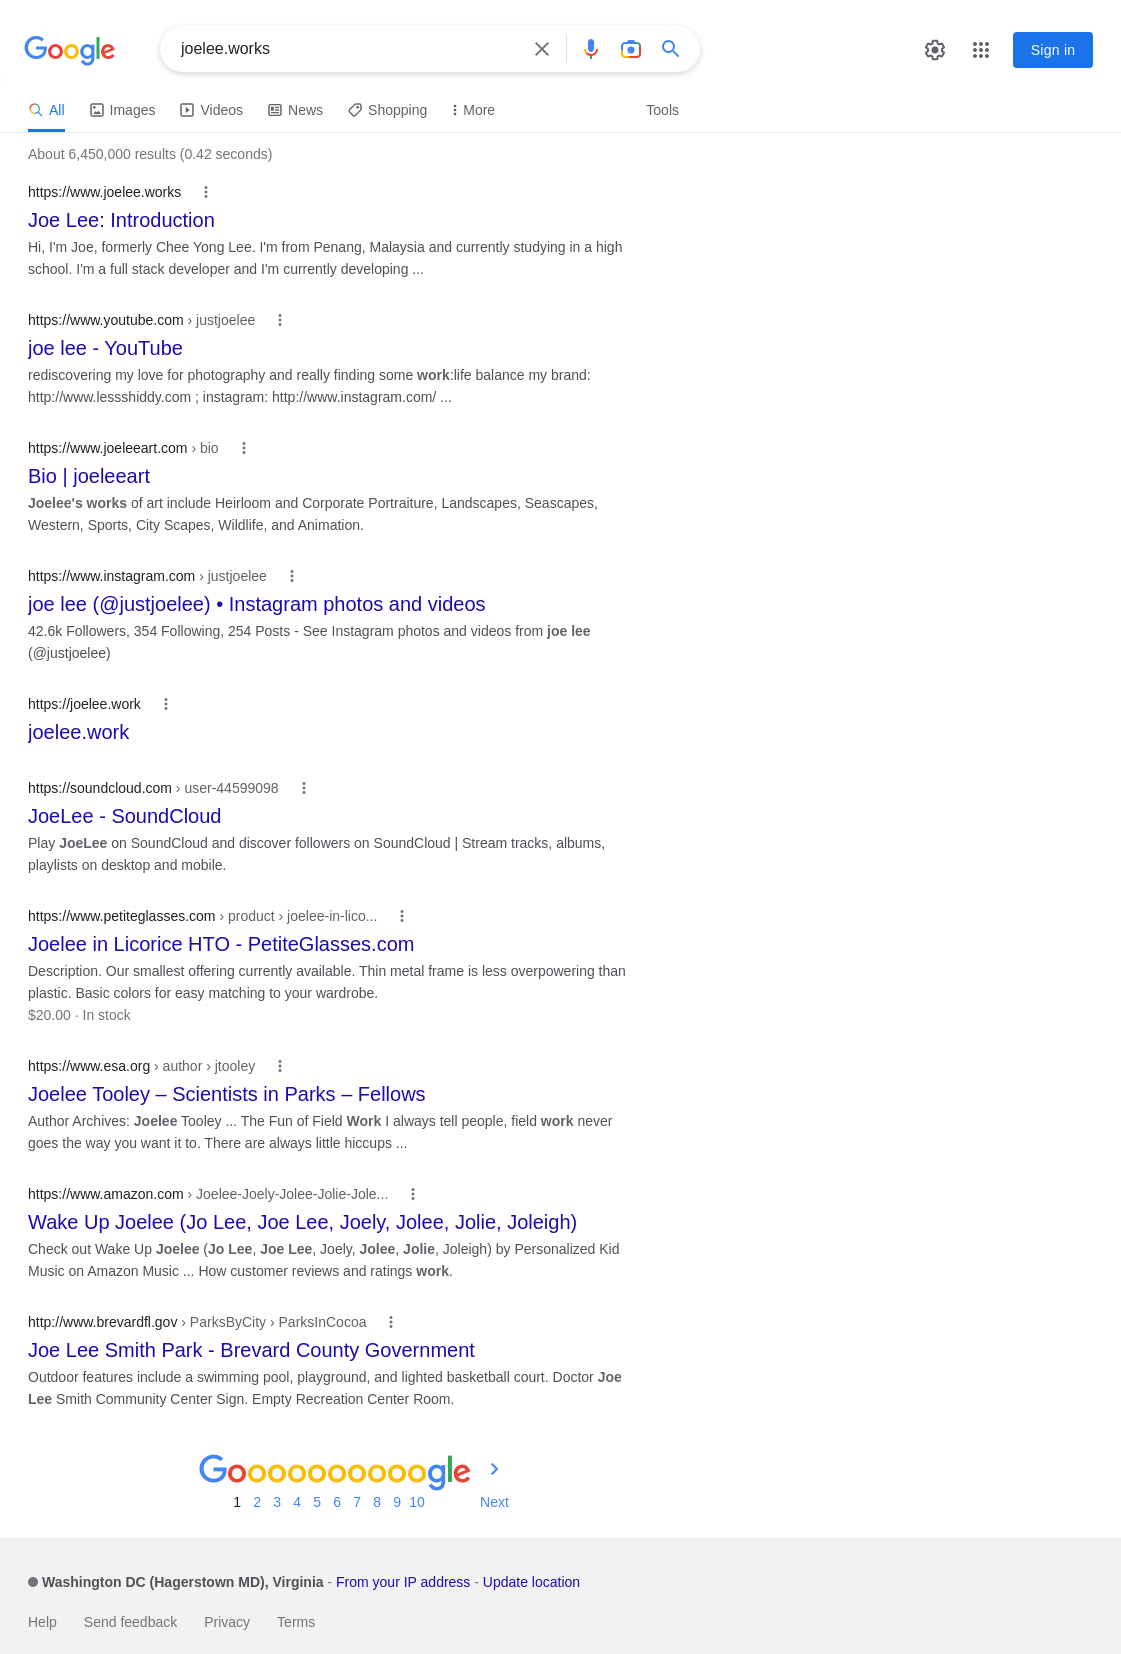 Google
joelee.works
Sign in
All Images Videos News Shopping More Tools
About 6,450,000 results (0.42 seconds)
https://www.joelee.works
Joe Lee: Introduction
Hi, I'm Joe, formerly Chee Yong Lee. I'm from Penang, Malaysia and currently studying in a high
school. I'm a full stack developer and I'm currently developing ...
https://www.youtube.com › justjoelee
joe lee - YouTube
rediscovering my love for photography and really finding some work:life balance my brand:
http://www.lessshiddy.com ; instagram: http://www.instagram.com/ ...
https://www.joeleeart.com › bio
Bio | joeleeart
Joelee's works of art include Heirloom and Corporate Portraiture, Landscapes, Seascapes,
Western, Sports, City Scapes, Wildlife, and Animation.
https://www.instagram.com › justjoelee
joe lee (@justjoelee) • Instagram photos and videos
42.6k Followers, 354 Following, 254 Posts - See Instagram photos and videos from joe lee
(@justjoelee)
https://joelee.work
joelee.work
https://soundcloud.com › user-44599098
JoeLee - SoundCloud
Play JoeLee on SoundCloud and discover followers on SoundCloud | Stream tracks, albums,
playlists on desktop and mobile.
https://www.petiteglasses.com › product › joelee-in-lico...
Joelee in Licorice HTO - PetiteGlasses.com
Description. Our smallest offering currently available. Thin metal frame is less overpowering than
plastic. Basic colors for easy matching to your wardrobe.
$20.00 · In stock
https://www.esa.org › author › jtooley
Joelee Tooley – Scientists in Parks – Fellows
Author Archives: Joelee Tooley ... The Fun of Field Work I always tell people, field work never
goes the way you want it to. There are always little hiccups ...
https://www.amazon.com › Joelee-Joely-Jolee-Jolie-Jole...
Wake Up Joelee (Jo Lee, Joe Lee, Joely, Jolee, Jolie, Joleigh)
Check out Wake Up Joelee (Jo Lee, Joe Lee, Joely, Jolee, Jolie, Joleigh) by Personalized Kid
Music on Amazon Music ... How customer reviews and ratings work.
http://www.brevardfl.gov › ParksByCity › ParksInCocoa
Joe Lee Smith Park - Brevard County Government
Outdoor features include a swimming pool, playground, and lighted basketball court. Doctor Joe
Lee Smith Community Center Sign. Empty Recreation Center Room.
Goooooooooogle
1 2 3 4 5 6 7 8 9 10 Next
Washington DC (Hagerstown MD), Virginia - From your IP address - Update location
Help Send feedback Privacy Terms